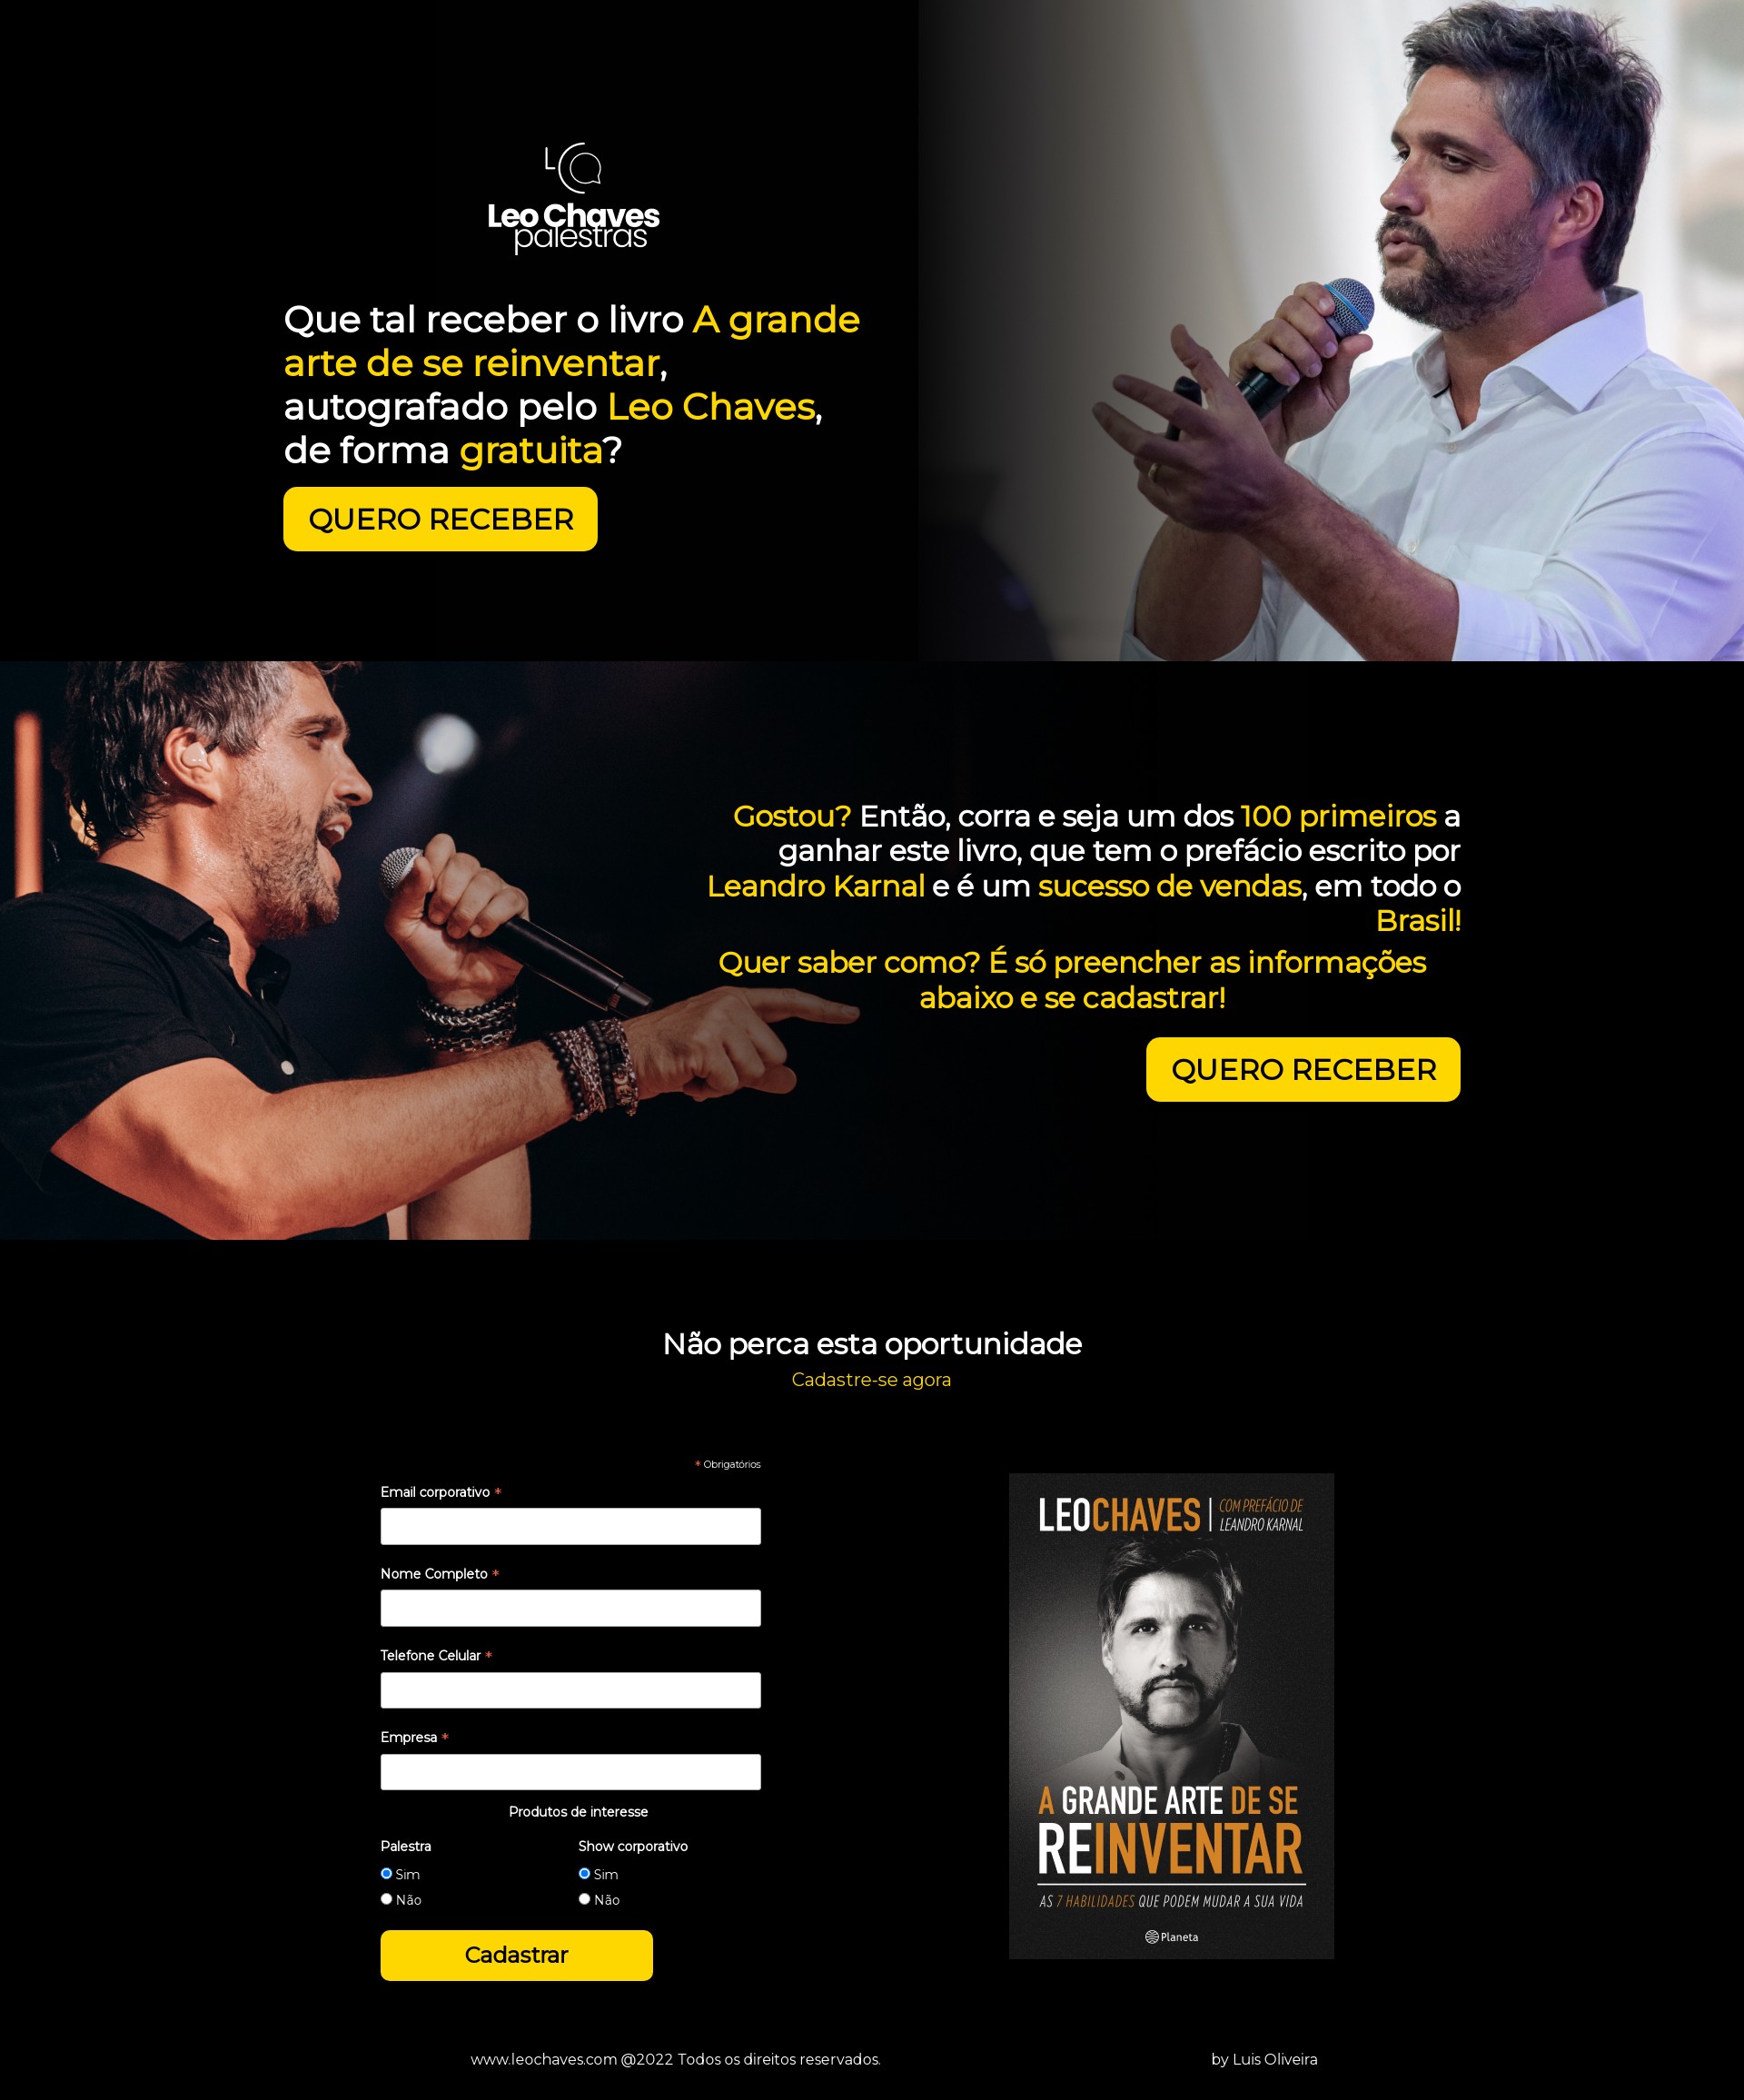 LC
Leo Chaves
palestras
Que tal receber o livro A grande
arte de se reinventar,
autografado pelo Leo Chaves,
de forma gratuita?
QUERO RECEBER
Gostou? Então, corra e seja um dos 100 primeiros a
ganhar este livro, que tem o prefácio escrito por
Leandro Karnal e é um sucesso de vendas, em todo o
Brasil!
Quer saber como? É só preencher as informações
abaixo e se cadastrar!
QUERO RECEBER
Não perca esta oportunidade
Cadastre-se agora
* Obrigatórios
Email corporativo *
Nome Completo *
Telefone Celular *
Empresa *
Produtos de interesse
Palestra
Sim
Não
Show corporativo
Sim
Não
Cadastrar
LEOCHAVES | COM PREFÁCIO DE
LEANDRO KARNAL
A GRANDE ARTE DE SE
REINVENTAR
AS 7 HABILIDADES QUE PODEM MUDAR A SUA VIDA
Planeta
www.leochaves.com @2022 Todos os direitos reservados.
by Luis Oliveira